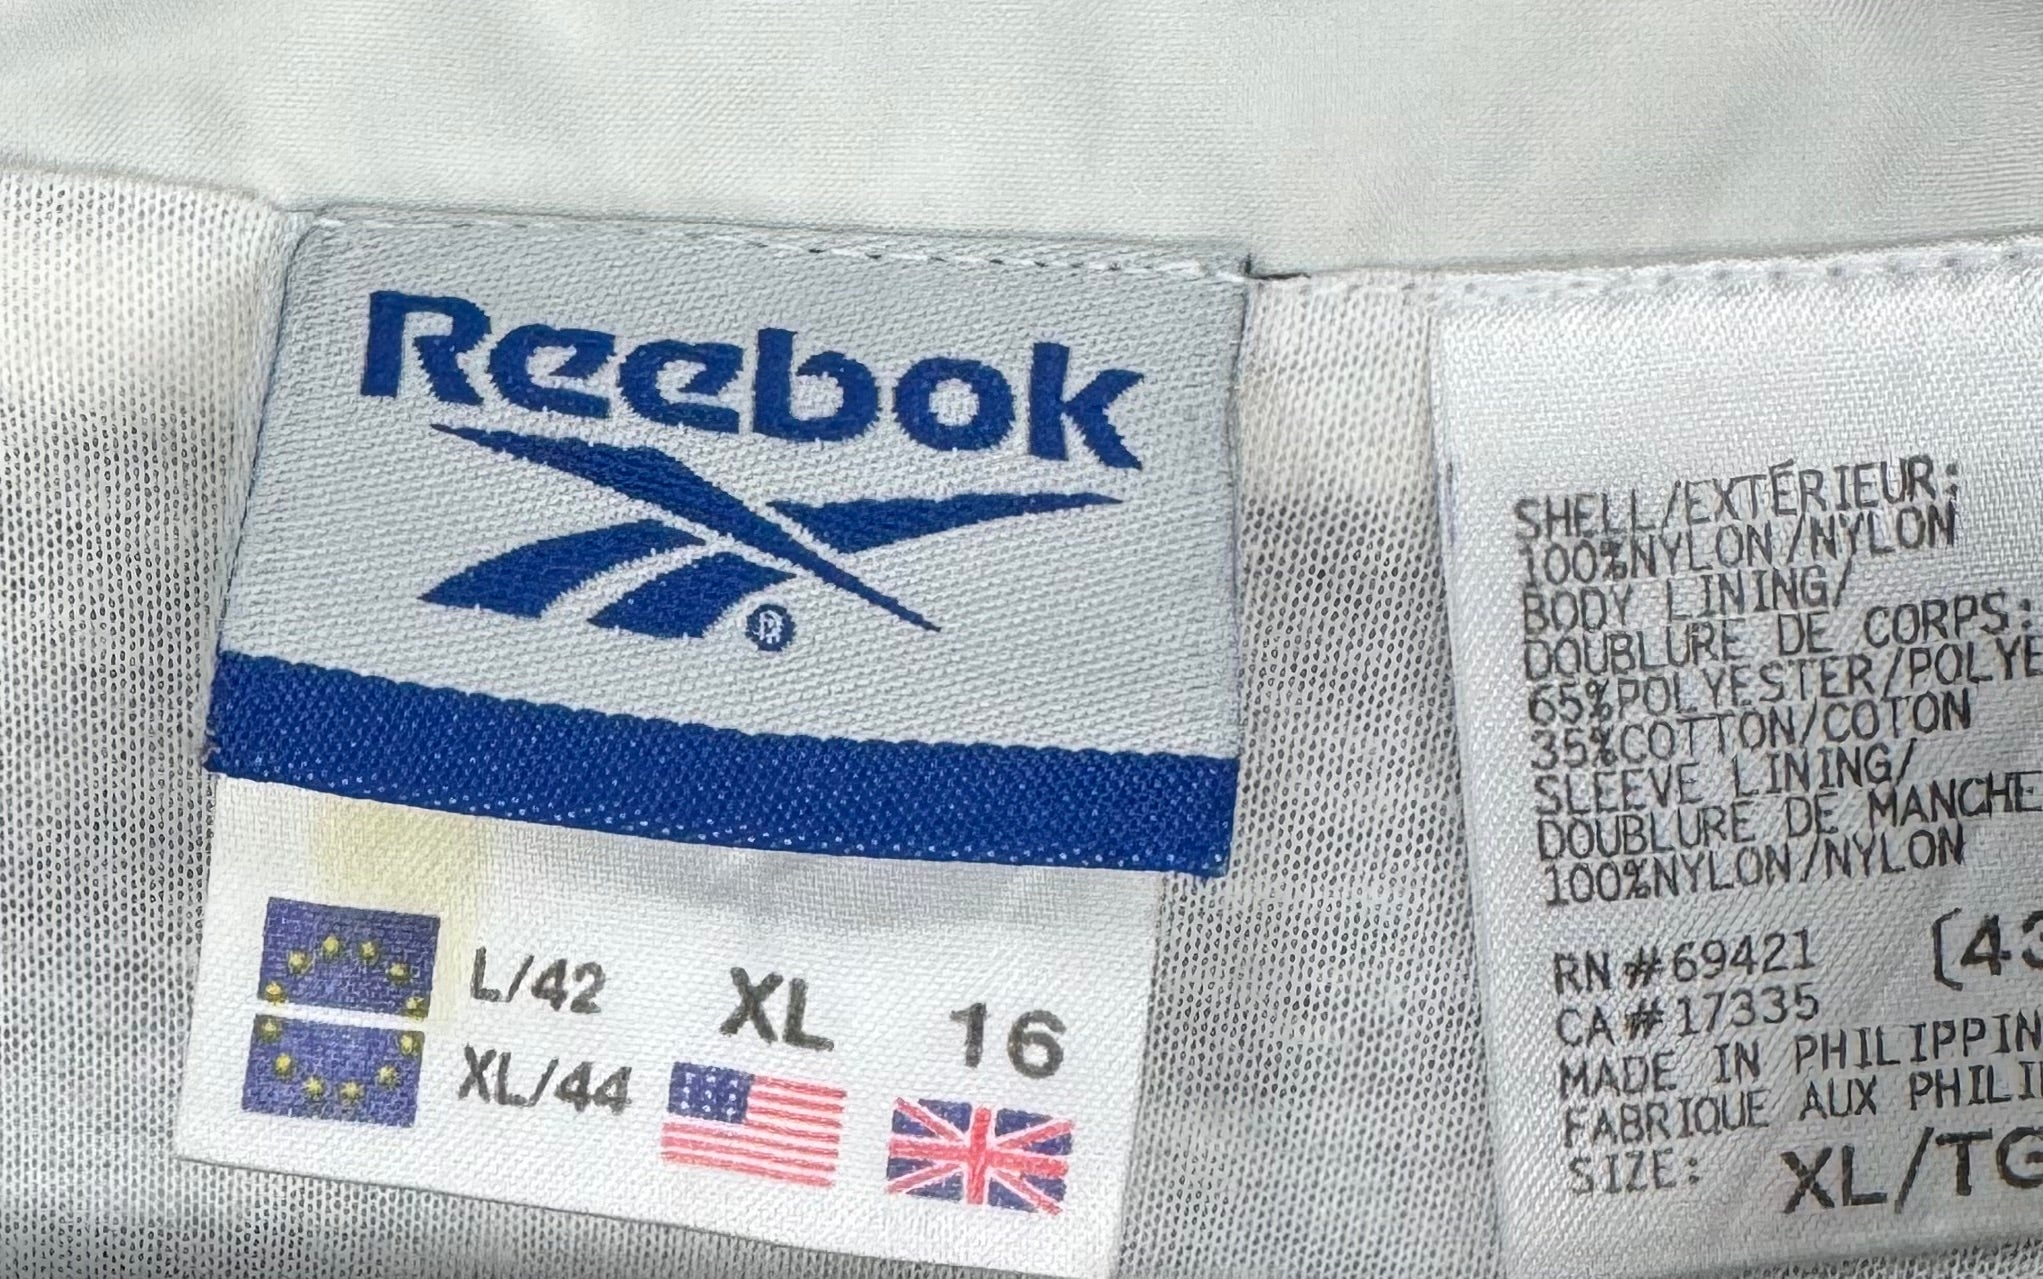 Reebok
®
L/42
XL/44
XL
16
SHELL/EXTÉRIEUR:
100%NYLON/NYLON
BODY LINING/
DOUBLURE DE CORPS:
65%POLYESTER/POLYE
35%COTTON/COTON
SLEEVE LINING/
DOUBLURE DE MANCHE
100%NYLON/NYLON
RN#69421 (43
CA#17335
MADE IN PHILIPPIN
FABRIQUE AUX PHILI
SIZE: XL/TG